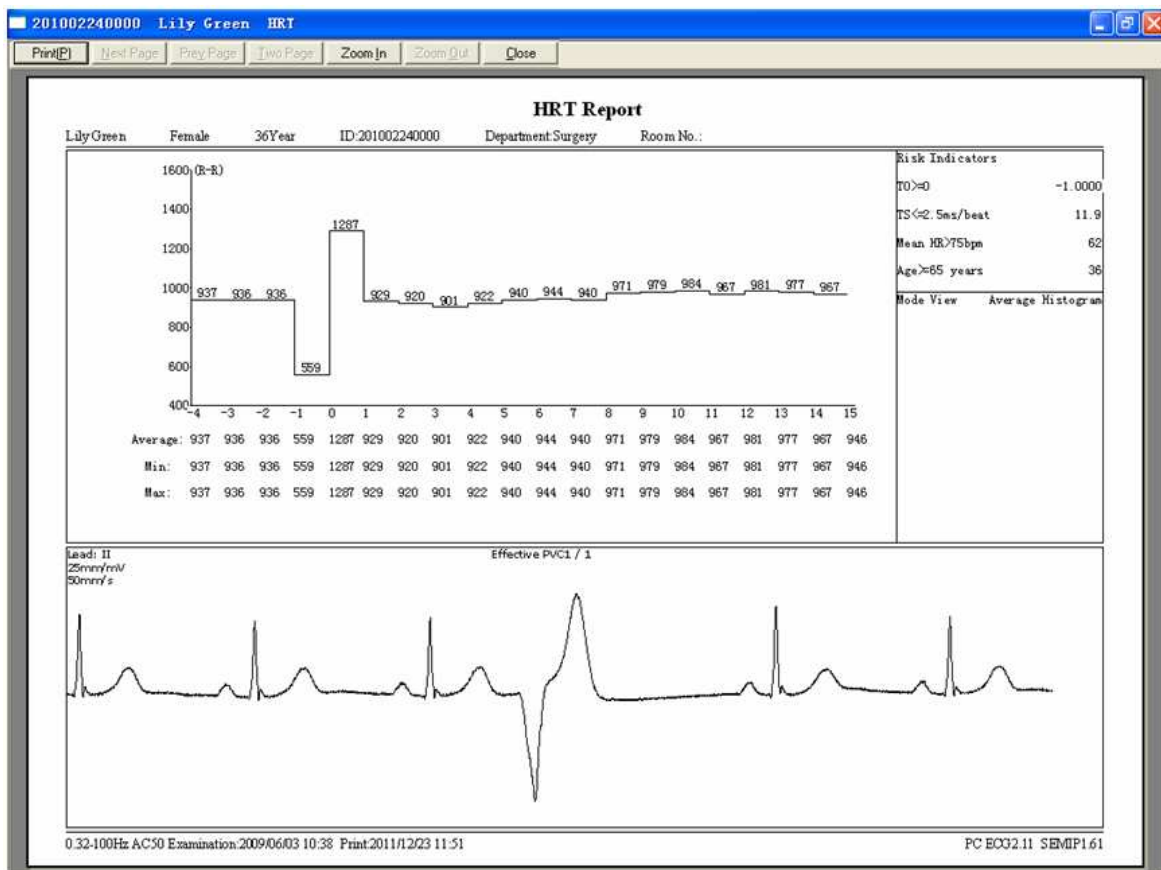 201002240000 Lily Green HRT
Print(P) Next Page Prev Page Two Page Zoom In Zoom Out Close
HRT Report
Lily Green Female 36Year ID:201002240000 Department:Surgery Room No.:
1600 (R-R)
1400
1287
1200
1000
937 936 936 929 920 901 922 940 944 940 971 979 984 967 981 977 967
800
600
559
400
-4 -3 -2 -1 0 1 2 3 4 5 6 7 8 9 10 11 12 13 14 15
Average: 937 936 936 559 1287 929 920 901 922 940 944 940 971 979 984 967 981 977 967 946
Min: 937 936 936 559 1287 929 920 901 922 940 944 940 971 979 984 967 981 977 967 946
Max: 937 936 936 559 1287 929 920 901 922 940 944 940 971 979 984 967 981 977 967 946
Risk Indicators
TO>=0 -1.0000
TS<=2.5ms/beat 11.9
Mean HR>75bpm 62
Age>=65 years 36
Mode View Average Histogram
Lead: II
25mm/mV
50mm/s
Effective PVC1 / 1
0.32-100Hz AC50 Examination:2009/06/03 10:38 Print:2011/12/23 11:51
PC ECG2.11 SEMIP1.61